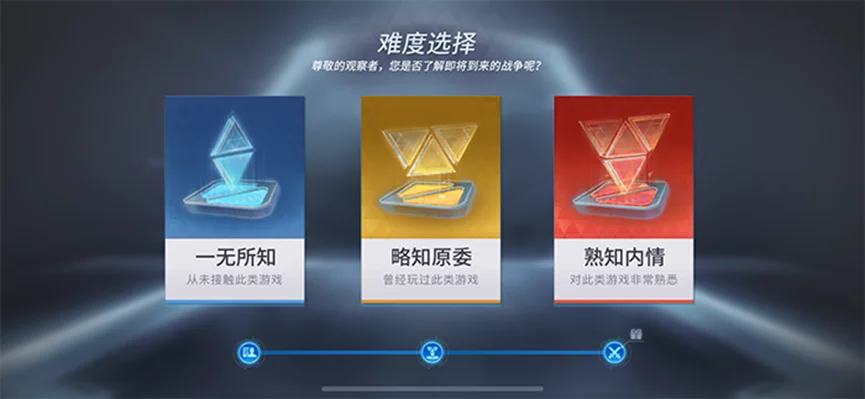 难度选择
尊敬的观察者，您是否了解即将到来的战争呢？
一无所知
从未接触此类游戏
略知原委
曾经玩过此类游戏
熟知内情
对此类游戏非常熟悉